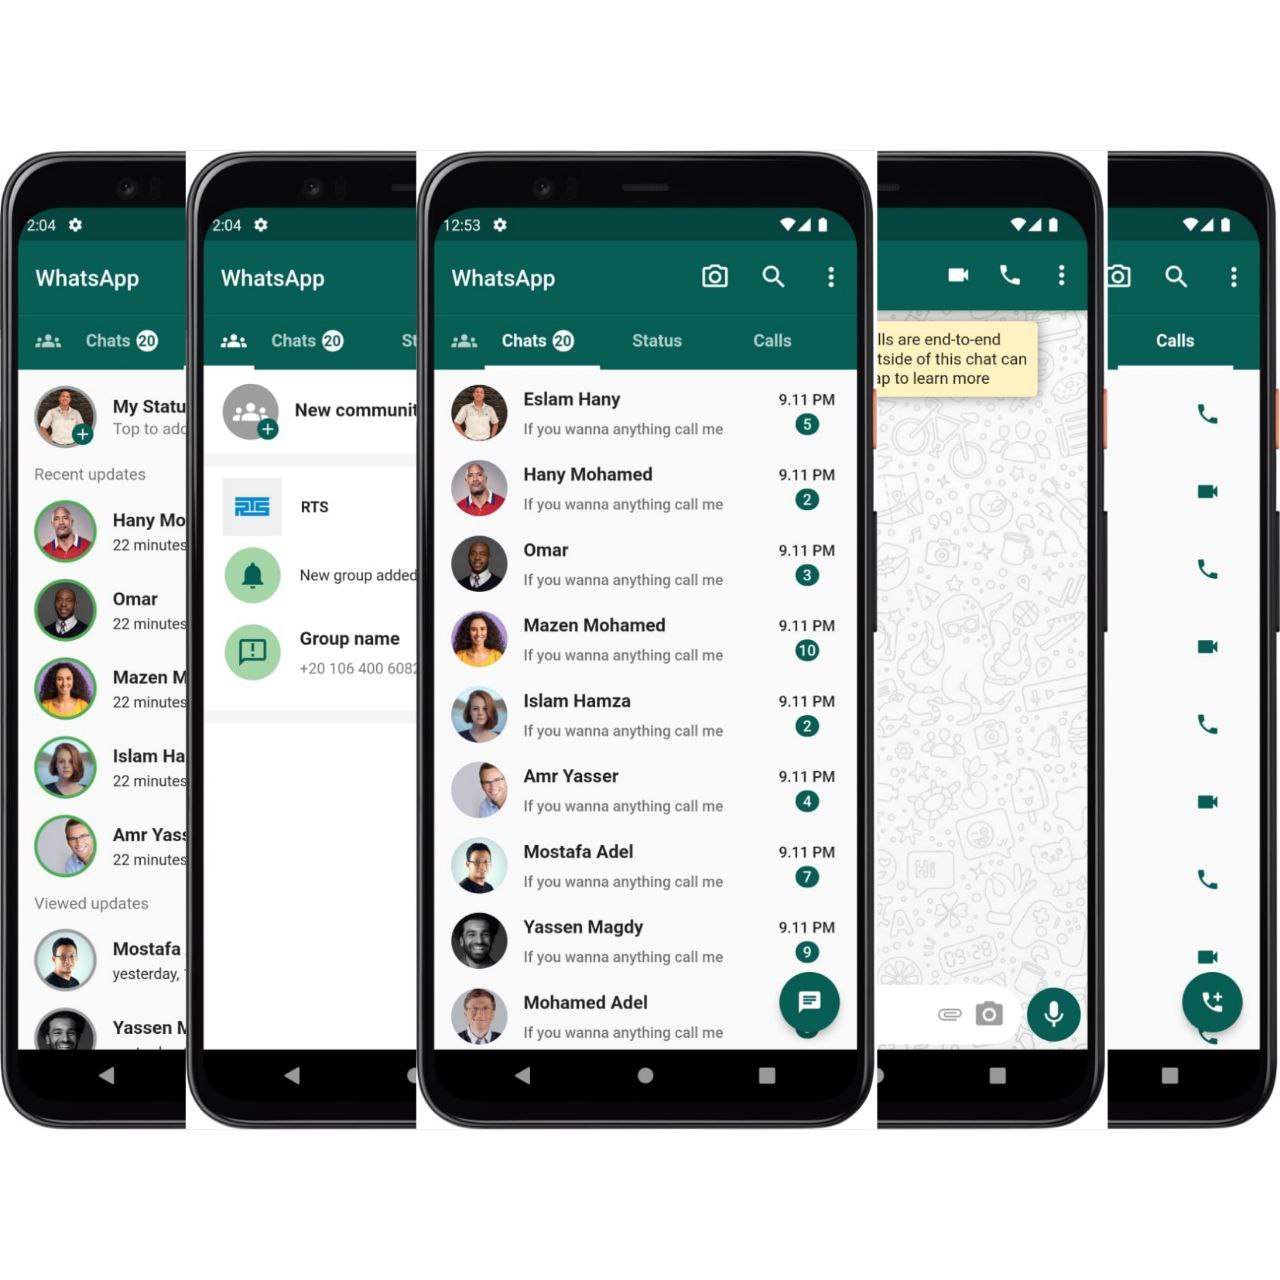 2:04
WhatsApp
Chats 20
My Statu
Top to add
Recent updates
Hany Mo
22 minutes
Omar
22 minutes
Mazen M
22 minutes
Islam Ha
22 minutes
Amr Yass
22 minutes
Viewed updates
Mostafa
yesterday,
Yassen M
2:04
WhatsApp
Chats 20
St
New communit
RTS
New group added
Group name
+20 106 400 6082
12:53
WhatsApp
Chats 20
Status
Calls
Eslam Hany 9.11 PM
If you wanna anything call me 5
Hany Mohamed 9.11 PM
If you wanna anything call me 2
Omar 9.11 PM
If you wanna anything call me 3
Mazen Mohamed 9.11 PM
If you wanna anything call me 10
Islam Hamza 9.11 PM
If you wanna anything call me 2
Amr Yasser 9.11 PM
If you wanna anything call me 4
Mostafa Adel 9.11 PM
If you wanna anything call me 7
Yassen Magdy 9.11 PM
If you wanna anything call me 9
Mohamed Adel
If you wanna anything call me
lls are end-to-end
tside of this chat can
ap to learn more
Hi
09:28
Calls